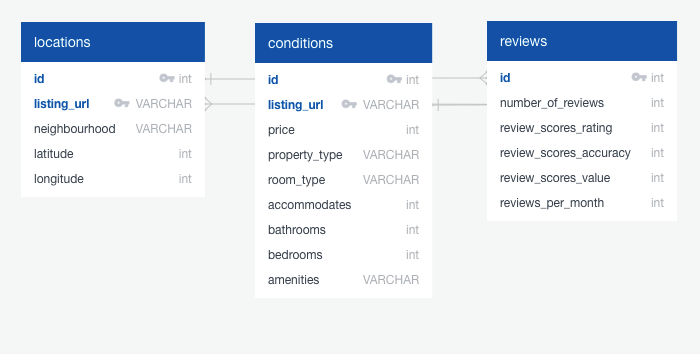 locations
id int
listing_url VARCHAR
neighbourhood VARCHAR
latitude int
longitude int
conditions
id int
listing_url VARCHAR
price int
property_type VARCHAR
room_type VARCHAR
accommodates int
bathrooms int
bedrooms int
amenities VARCHAR
reviews
id int
number_of_reviews int
review_scores_rating int
review_scores_accuracy int
review_scores_value int
reviews_per_month int